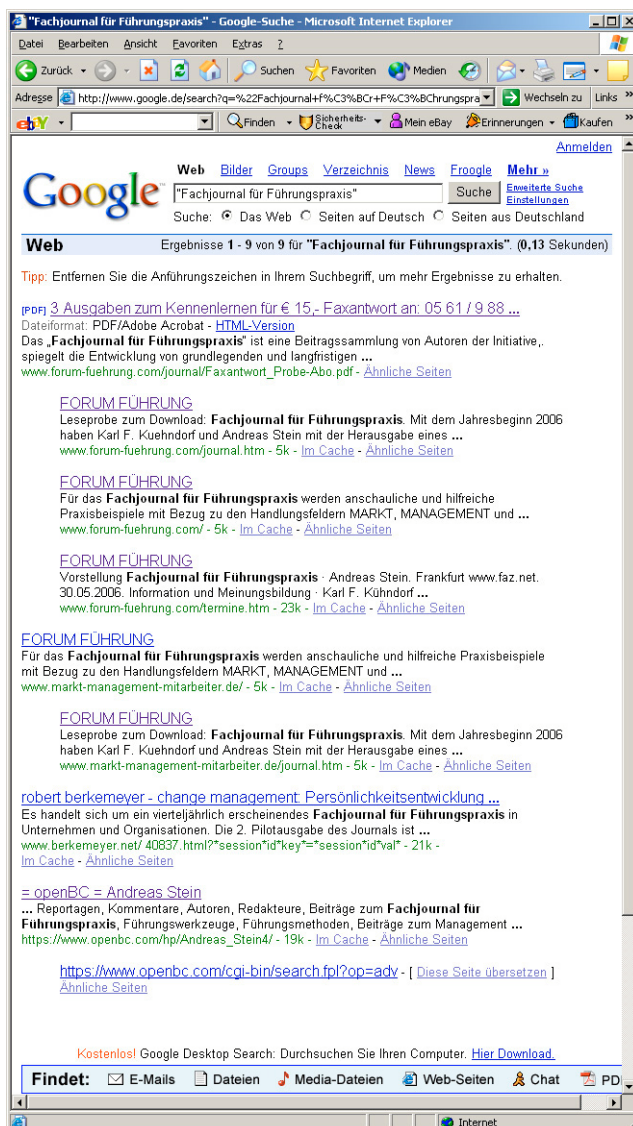 "Fachjournal für Führungspraxis" - Google-Suche - Microsoft Internet Explorer
Datei Bearbeiten Ansicht Favoriten Extras ?
Zurück Suchen Favoriten Medien
Adresse http://www.google.de/search?q=%22Fachjournal+f%C3%BCr+F%C3%BChrungspra Wechseln zu Links »
ebY Finden Sicherheits-Check Mein eBay Erinnerungen Kaufen »
Anmelden
Web Bilder Groups Verzeichnis News Froogle Mehr »
Google "Fachjournal für Führungspraxis" Suche Erweiterte Suche
Einstellungen
Suche: Das Web Seiten auf Deutsch Seiten aus Deutschland
Web Ergebnisse 1 - 9 von 9 für "Fachjournal für Führungspraxis". (0,13 Sekunden)
Tipp: Entfernen Sie die Anführungszeichen in Ihrem Suchbegriff, um mehr Ergebnisse zu erhalten.
[PDF] 3 Ausgaben zum Kennenlernen für € 15,- Faxantwort an: 05 61 / 9 88 ...
Dateiformat: PDF/Adobe Acrobat - HTML-Version
Das „Fachjournal für Führungspraxis" ist eine Beitragssammlung von Autoren der Initiative,.
spiegelt die Entwicklung von grundlegenden und langfristigen ...
www.forum-fuehrung.com/journal/Faxantwort_Probe-Abo.pdf - Ähnliche Seiten
FORUM FÜHRUNG
Leseprobe zum Download: Fachjournal für Führungspraxis. Mit dem Jahresbeginn 2006
haben Karl F. Kuehndorf und Andreas Stein mit der Herausgabe eines ...
www.forum-fuehrung.com/journal.htm - 5k - Im Cache - Ähnliche Seiten
FORUM FÜHRUNG
Für das Fachjournal für Führungspraxis werden anschauliche und hilfreiche
Praxisbeispiele mit Bezug zu den Handlungsfeldern MARKT, MANAGEMENT und ...
www.forum-fuehrung.com/ - 5k - Im Cache - Ähnliche Seiten
FORUM FÜHRUNG
Vorstellung Fachjournal für Führungspraxis · Andreas Stein. Frankfurt www.faz.net.
30.05.2006. Information und Meinungsbildung · Karl F. Kühndorf ...
www.forum-fuehrung.com/termine.htm - 23k - Im Cache - Ähnliche Seiten
FORUM FÜHRUNG
Für das Fachjournal für Führungspraxis werden anschauliche und hilfreiche Praxisbeispiele
mit Bezug zu den Handlungsfeldern MARKT, MANAGEMENT und ...
www.markt-management-mitarbeiter.de/ - 5k - Im Cache - Ähnliche Seiten
FORUM FÜHRUNG
Leseprobe zum Download: Fachjournal für Führungspraxis. Mit dem Jahresbeginn 2006
haben Karl F. Kuehndorf und Andreas Stein mit der Herausgabe eines ...
www.markt-management-mitarbeiter.de/journal.htm - 5k - Im Cache - Ähnliche Seiten
robert berkemeyer - change management: Persönlichkeitsentwicklung ...
Es handelt sich um ein vierteljährlich erscheinendes Fachjournal für Führungspraxis in
Unternehmen und Organisationen. Die 2. Pilotausgabe des Journals ist ...
www.berkemeyer.net/ 40837.html?*session*id*key*=*session*id*val* - 21k -
Im Cache - Ähnliche Seiten
= openBC = Andreas Stein
... Reportagen, Kommentare, Autoren, Redakteure, Beiträge zum Fachjournal für
Führungspraxis, Führungswerkzeuge, Führungsmethoden, Beiträge zum Management ...
https://www.openbc.com/hp/Andreas_Stein4/ - 19k - Im Cache - Ähnliche Seiten
https://www.openbc.com/cgi-bin/search.fpl?op=adv - [ Diese Seite übersetzen ]
Ähnliche Seiten
Kostenlos! Google Desktop Search: Durchsuchen Sie Ihren Computer. Hier Download.
Findet: E-Mails Dateien Media-Dateien Web-Seiten Chat PD
Internet